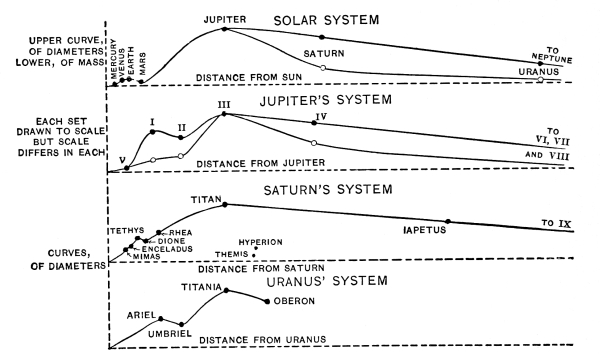 SOLAR SYSTEM
UPPER CURVE,
OF DIAMETERS
LOWER, OF MASS
MERCURY
VENUS
EARTH
MARS
JUPITER
SATURN
URANUS
TO
NEPTUNE
DISTANCE FROM SUN
JUPITER'S SYSTEM
EACH SET
DRAWN TO SCALE
BUT SCALE
DIFFERS IN EACH
V
I
II
III
IV
TO
VI, VII
AND VIII
DISTANCE FROM JUPITER
SATURN'S SYSTEM
CURVES,
OF DIAMETERS
TETHYS
RHEA
DIONE
ENCELADUS
MIMAS
TITAN
HYPERION
THEMIS
IAPETUS
TO IX
DISTANCE FROM SATURN
URANUS' SYSTEM
ARIEL
UMBRIEL
TITANIA
OBERON
DISTANCE FROM URANUS